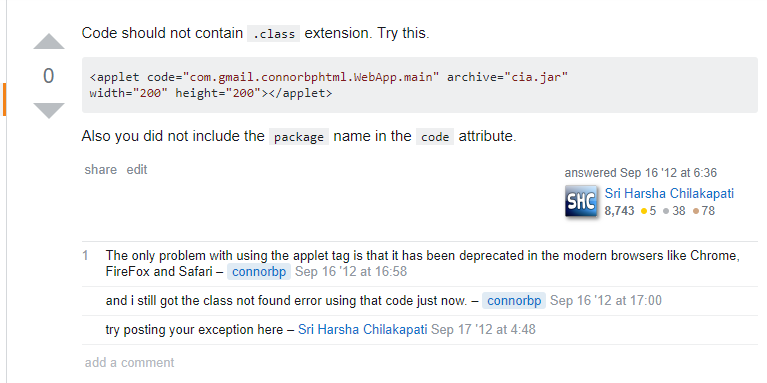 Code should not contain .class extension. Try this.
0
<applet code="com.gmail.connorbphtml.WebApp.main" archive="cia.jar"
width="200" height="200"></applet>
Also you did not include the package name in the code attribute.
share edit
answered Sep 16 '12 at 6:36
SHC
Sri Harsha Chilakapati
8,743 5 38 78
1 The only problem with using the applet tag is that it has been deprecated in the modern browsers like Chrome,
FireFox and Safari – connorbp Sep 16 '12 at 16:58
and i still got the class not found error using that code just now. – connorbp Sep 16 '12 at 17:00
try posting your exception here – Sri Harsha Chilakapati Sep 17 '12 at 4:48
add a comment